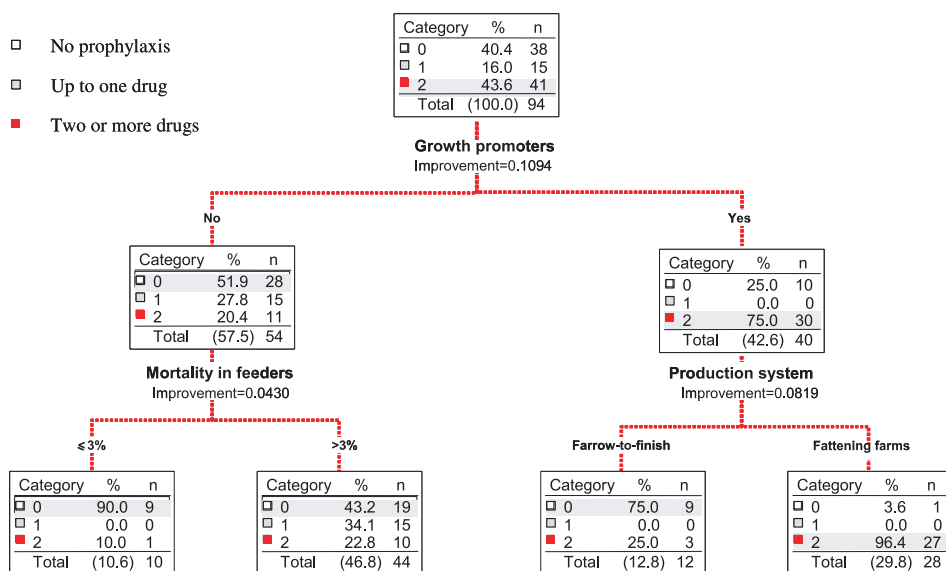 No prophylaxis
Up to one drug
Two or more drugs
Category % n
0 40.4 38
1 16.0 15
2 43.6 41
Total (100.0) 94
Growth promoters
Improvement=0.1094
No
Yes
Category % n
0 51.9 28
1 27.8 15
2 20.4 11
Total (57.5) 54
Category % n
0 25.0 10
1 0.0 0
2 75.0 30
Total (42.6) 40
Mortality in feeders
Improvement=0.0430
Production system
Improvement=0.0819
⩽3%
>3%
Farrow-to-finish
Fattening farms
Category % n
0 90.0 9
1 0.0 0
2 10.0 1
Total (10.6) 10
Category % n
0 43.2 19
1 34.1 15
2 22.8 10
Total (46.8) 44
Category % n
0 75.0 9
1 0.0 0
2 25.0 3
Total (12.8) 12
Category % n
0 3.6 1
1 0.0 0
2 96.4 27
Total (29.8) 28